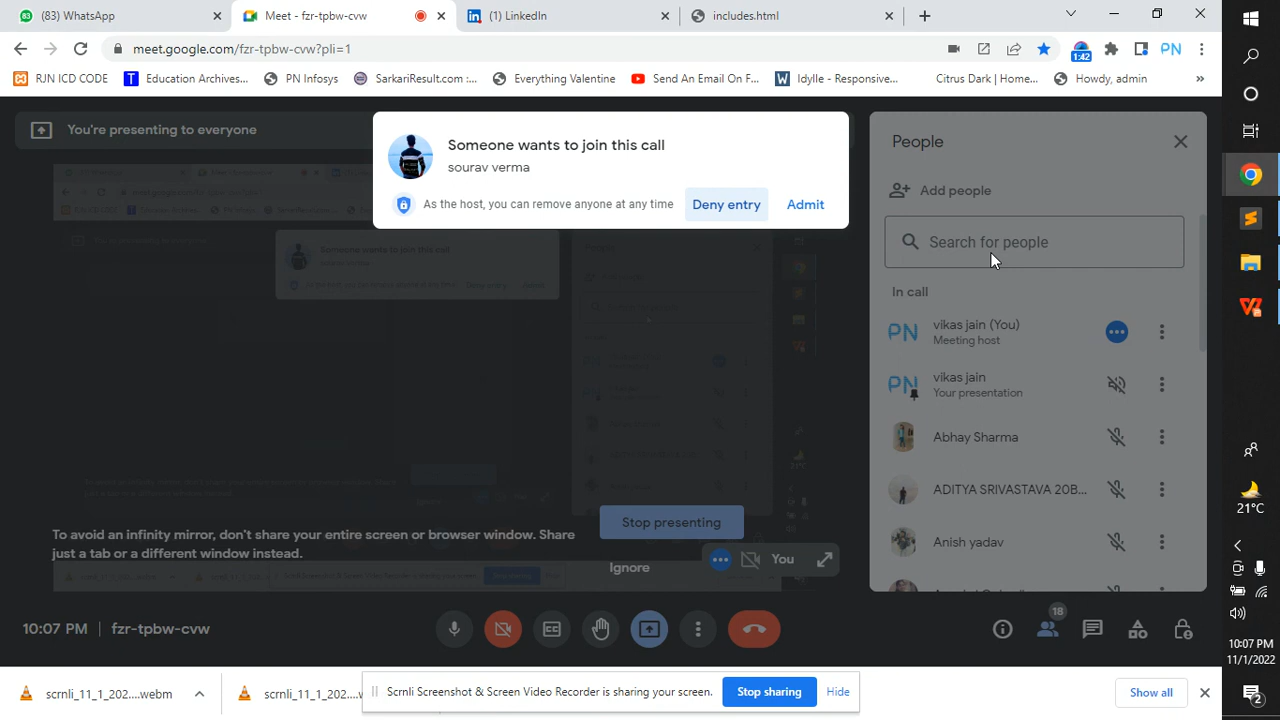 (83) WhatsApp
Meet - fzr-tpbw-cvw
(1) LinkedIn
includes.html
meet.google.com/fzr-tpbw-cvw?pli=1
1:42
PN
RJN ICD CODE
Education Archives...
PN Infosys
SarkariResult.com :...
Everything Valentine
Send An Email On F...
Idylle - Responsive...
Citrus Dark | Home...
Howdy, admin
»
You're presenting to everyone
Someone wants to join this call
sourav verma
As the host, you can remove anyone at any time
Deny entry
Admit
People
Add people
Search for people
In call
PN
vikas jain (You)
Meeting host
PN
vikas jain
Your presentation
Abhay Sharma
ADITYA SRIVASTAVA 20B...
Anish yadav
Stop presenting
To avoid an infinity mirror, don't share your entire screen or browser window. Share
just a tab or a different window instead.
Ignore
You
10:07 PM | fzr-tpbw-cvw
18
scrnli_11_1_202....webm
Scrnli Screenshot & Screen Video Recorder is sharing your screen.
Stop sharing
Hide
Show all
21°C
10:07 PM
11/1/2022
2